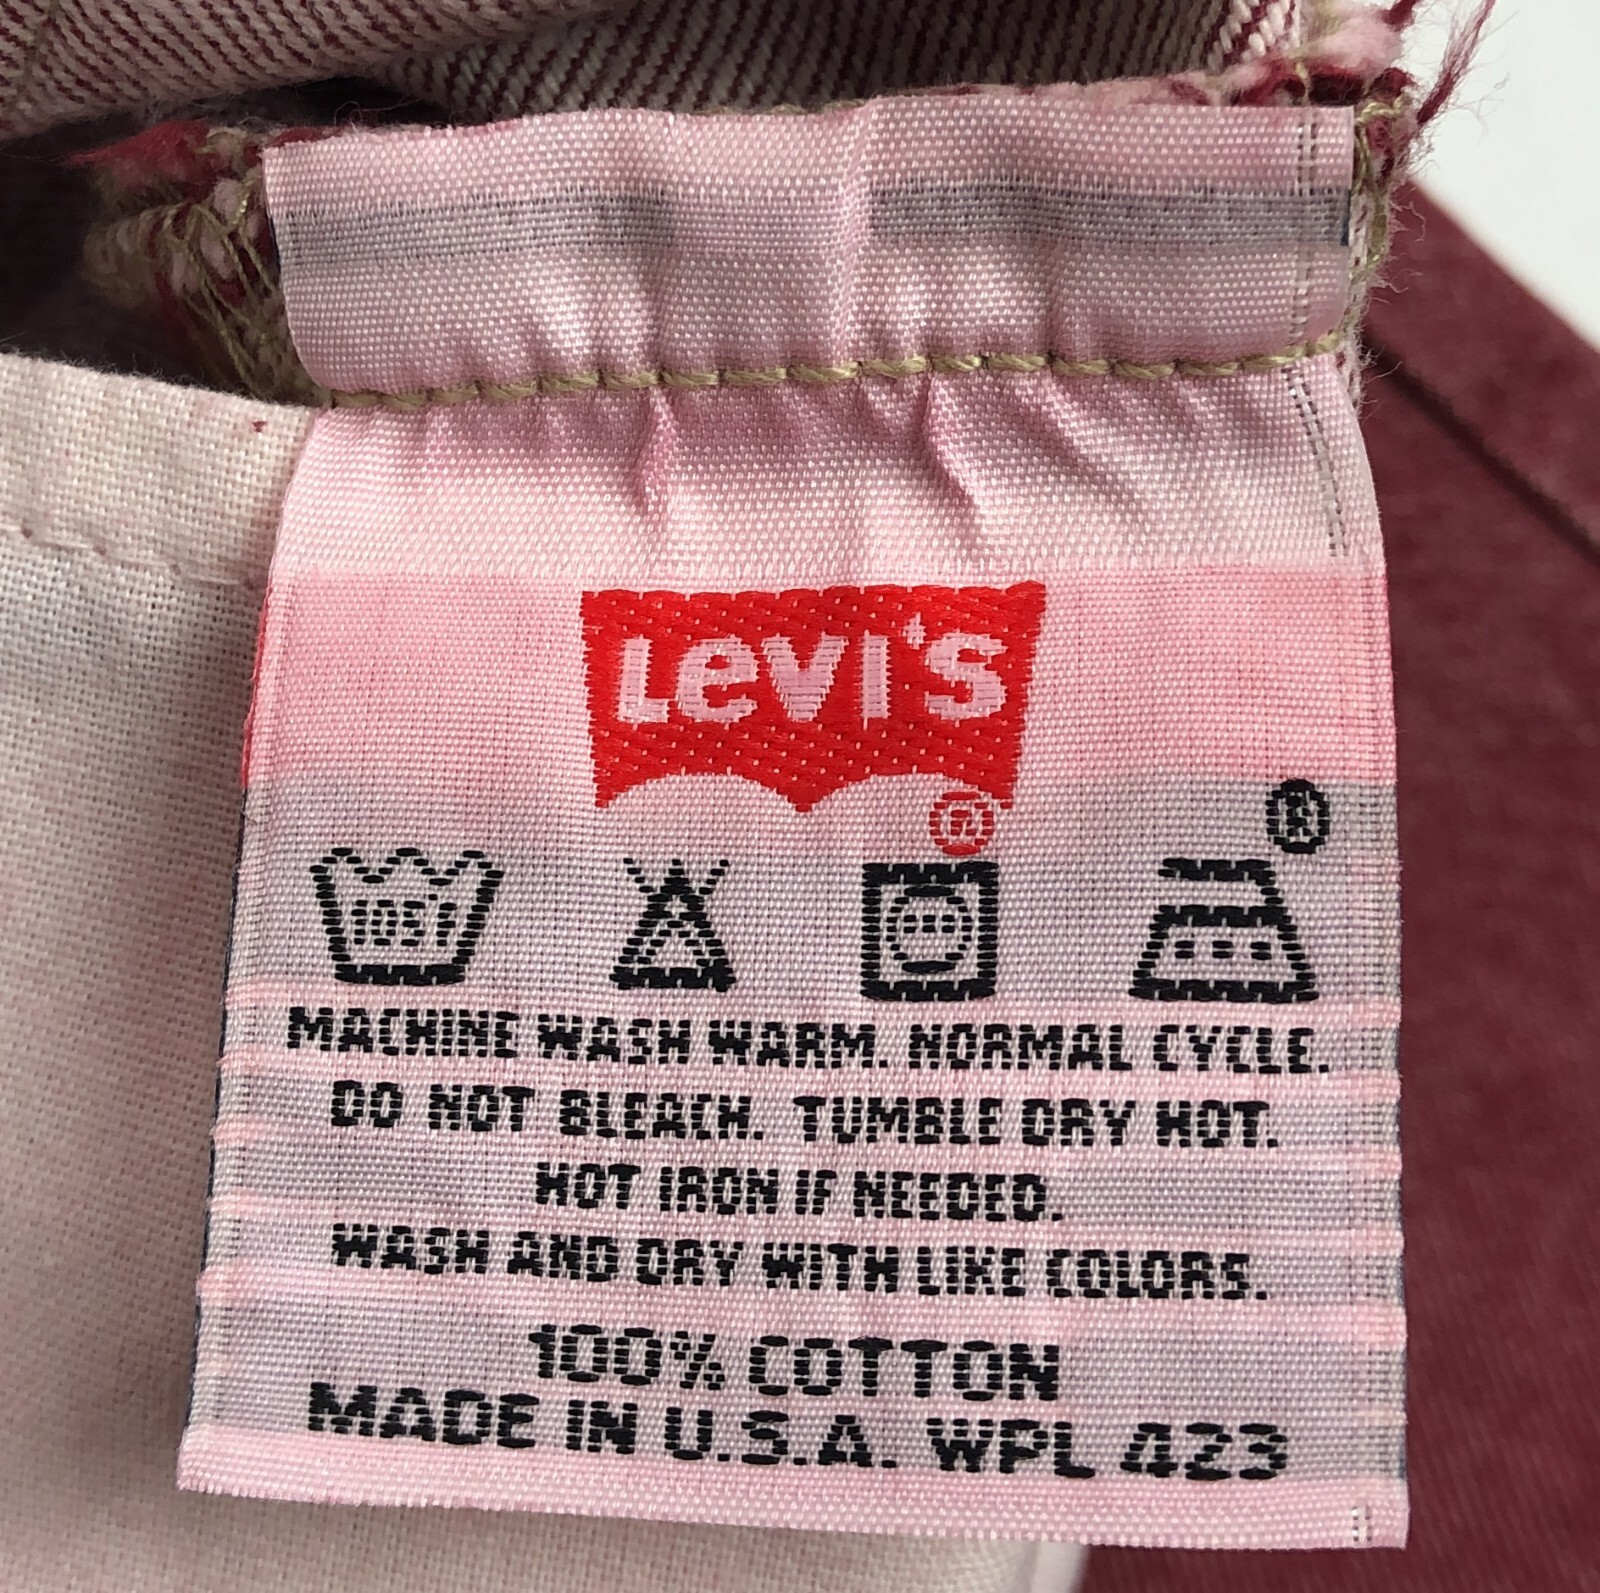 LEVI'S
®
®
105°F
MACHINE WASH WARM. NORMAL CYCLE.
DO NOT BLEACH. TUMBLE DRY HOT.
HOT IRON IF NEEDED.
WASH AND DRY WITH LIKE COLORS.
100% COTTON
MADE IN U.S.A. WPL 423